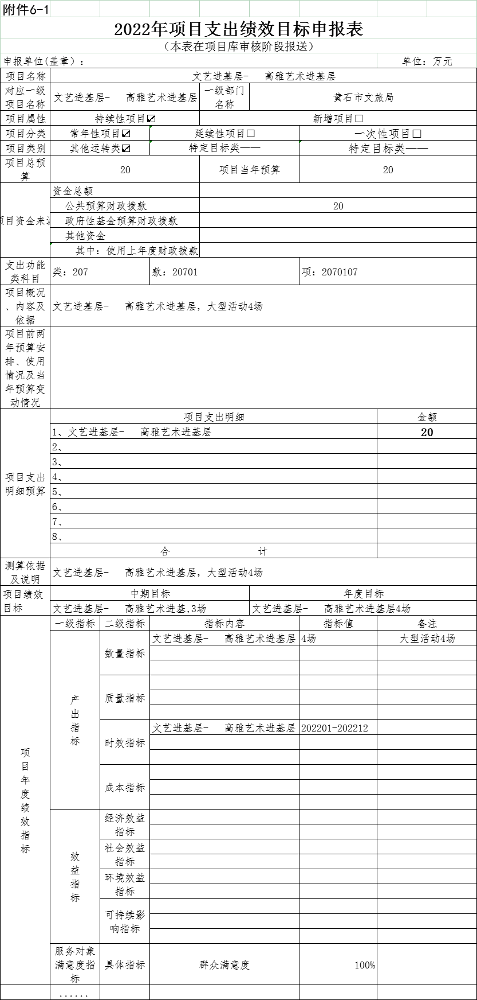 附件6-1
2022年项目支出绩效目标申报表
（本表在项目库审核阶段报送）
申报单位(盖章）： 单位：万元
项目名称 文艺进基层- 高雅艺术进基层
对应一级
项目名称 文艺进基层- 高雅艺术进基层 一级部门
名称 黄石市文旅局
项目属性 持续性项目☑ 新增项目□
项目分类 常年性项目☑ 延续性项目□ 一次性项目□
项目类别 其他运转类☑ 特定目标类—— 特定目标类——
项目总预
算 20 项目当年预算 20
项目资金来源
资金总额
公共预算财政拨款 20
政府性基金预算财政拨款
其他资金
其中：使用上年度财政拨款
支出功能
类科目 类：207 款：20701 项：2070107
项目概况
、内容及
依据 文艺进基层- 高雅艺术进基层，大型活动4场
项目前两
年预算安
排、使用
情况及当
年预算变
动情况
项目支出
明细预算
项目支出明细 金额
1、文艺进基层- 高雅艺术进基层 20
2、
3、
4、
5、
6、
7、
8、
合 计
测算依据
及说明 文艺进基层- 高雅艺术进基层，大型活动4场
项目绩效
目标
中期目标 年度目标
文艺进基层- 高雅艺术进基,3场 文艺进基层- 高雅艺术进基层4场
项
目
年
度
绩
效
指
标
一级指标 二级指标 指标内容 指标值 备注
产
出
指
标
数量指标 文艺进基层- 高雅艺术进基层 4场 大型活动4场
质量指标
时效指标 文艺进基层- 高雅艺术进基层 202201-202212
成本指标
效
益
指
标
经济效益
指标
社会效益
指标
环境效益
指标
可持续影
响指标
服务对象
满意度指
标 具体指标 群众满意度 100%
......